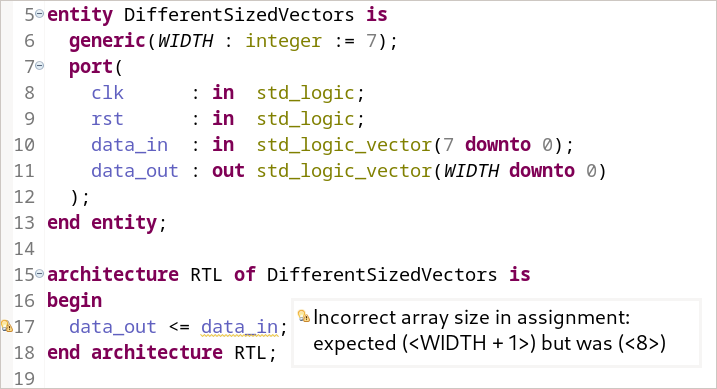 5 entity DifferentSizedVectors is
6   generic(WIDTH : integer := 7);
7   port(
8     clk      : in  std_logic;
9     rst      : in  std_logic;
10     data_in  : in  std_logic_vector(7 downto 0);
11     data_out : out std_logic_vector(WIDTH downto 0)
12   );
13 end entity;
14
15 architecture RTL of DifferentSizedVectors is
16 begin
17   data_out <= data_in;
18 end architecture RTL;
19
Incorrect array size in assignment:
expected (<WIDTH + 1>) but was (<8>)